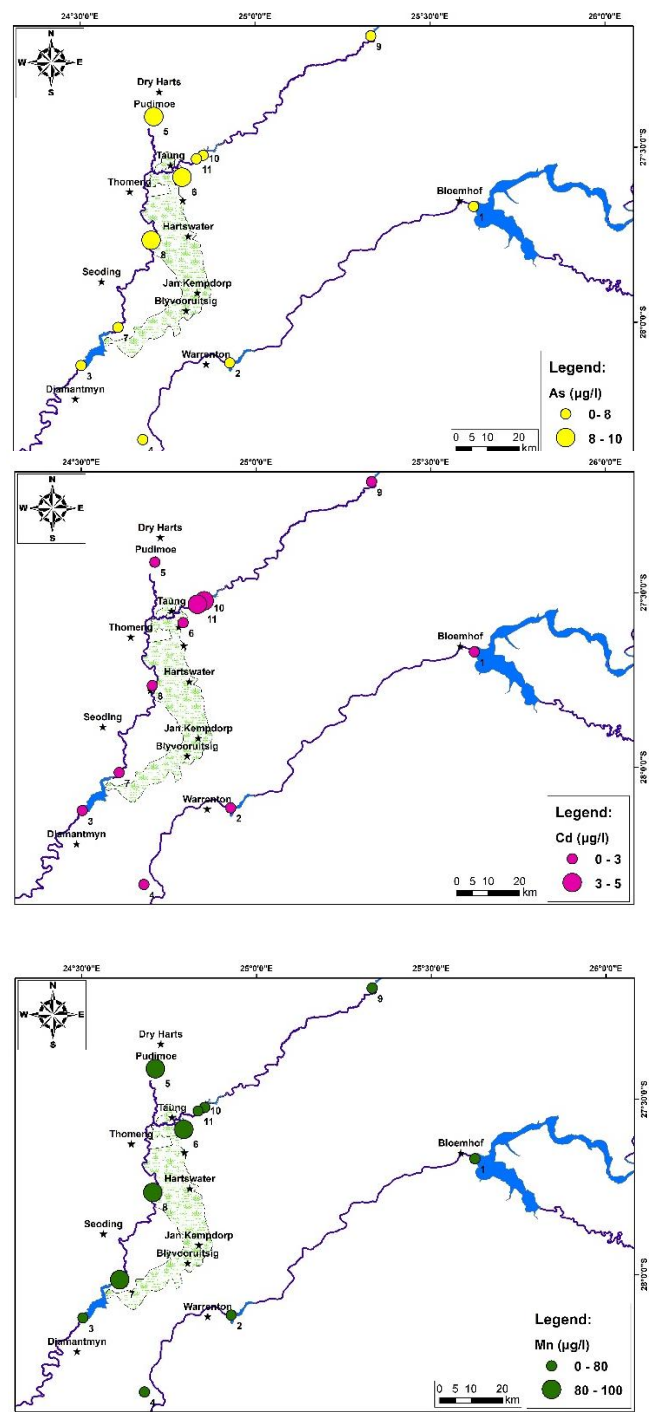 24°30'0"E 25°0'0"E 25°30'0"E 26°0'0"E
N
W E
S
9
Dry Harts
Pudimoe
5
27°30'0"S
Taung
10
11
Thomeng
6
Bloemhof
1
Hartswater
8
Seoding
Jan Kempdorp
Blyvooruitsig
28°0'0"S
7
Warrenton
2
3
Diamantmyn
4
Legend:
As (µg/l)
0- 8
8 - 10
0 5 10 20
km
24°30'0"E 25°0'0"E 25°30'0"E 26°0'0"E
N
W E
S
9
Dry Harts
Pudimoe
5
27°30'0"S
Taung
10
11
Thomeng
6
Bloemhof
1
Hartswater
8
Seoding
Jan Kempdorp
Blyvooruitsig
28°0'0"S
7
Warrenton
2
3
Diamantmyn
4
Legend:
Cd (µg/l)
0 - 3
3 - 5
0 5 10 20
km
24°30'0"E 25°0'0"E 25°30'0"E 26°0'0"E
N
W E
S
9
Dry Harts
Pudimoe
5
27°30'0"S
Taung
10
11
Thomeng
6
Bloemhof
1
Hartswater
8
Seoding
Jan Kempdorp
Blyvooruitsig
28°0'0"S
7
Warrenton
2
3
Diamantmyn
4
Legend:
Mn (µg/l)
0 - 80
80 - 100
0 5 10 20
km